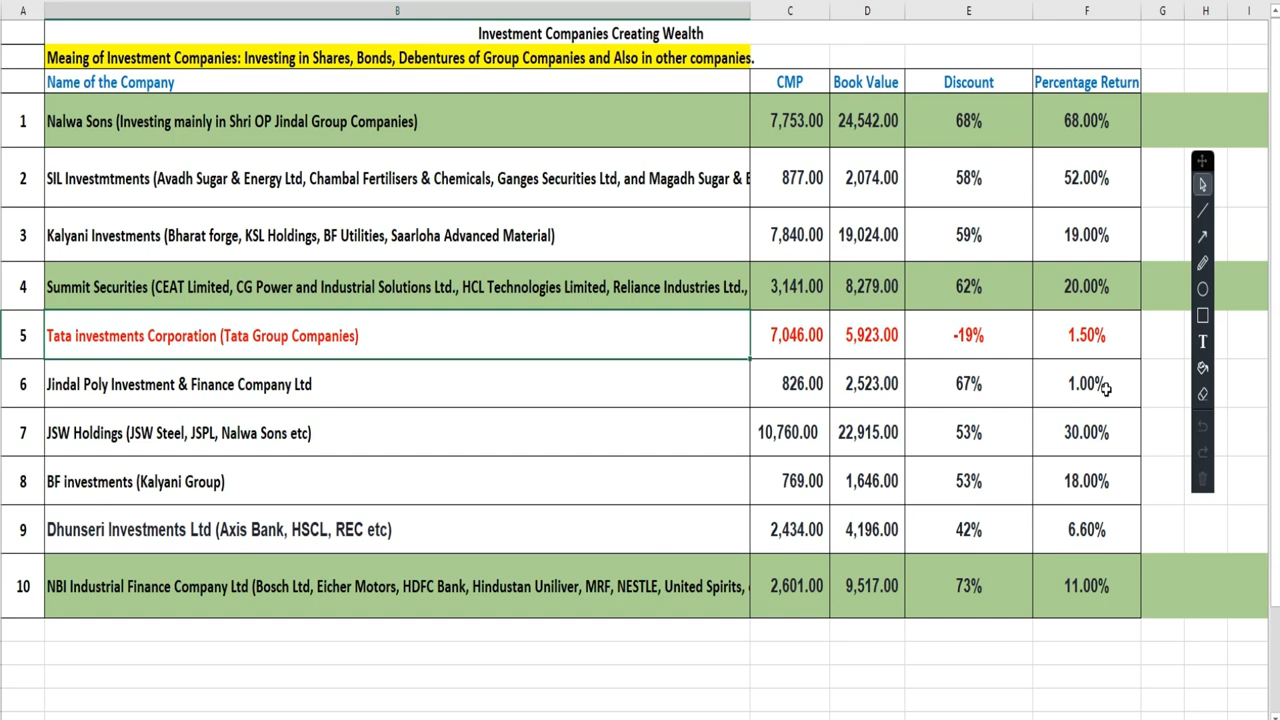 A B C D E F G H I
Investment Companies Creating Wealth
Meaing of Investment Companies: Investing in Shares, Bonds, Debentures of Group Companies and Also in other companies.
Name of the Company CMP Book Value Discount Percentage Return
1 Nalwa Sons (Investing mainly in Shri OP Jindal Group Companies) 7,753.00 24,542.00 68% 68.00%
2 SIL Investmtments (Avadh Sugar & Energy Ltd, Chambal Fertilisers & Chemicals, Ganges Securities Ltd, and Magadh Sugar & 877.00 2,074.00 58% 52.00%
3 Kalyani Investments (Bharat forge, KSL Holdings, BF Utilities, Saarloha Advanced Material) 7,840.00 19,024.00 59% 19.00%
4 Summit Securities (CEAT Limited, CG Power and Industrial Solutions Ltd., HCL Technologies Limited, Reliance Industries Ltd., 3,141.00 8,279.00 62% 20.00%
5 Tata investments Corporation (Tata Group Companies) 7,046.00 5,923.00 -19% 1.50%
6 Jindal Poly Investment & Finance Company Ltd 826.00 2,523.00 67% 1.00%
7 JSW Holdings (JSW Steel, JSPL, Nalwa Sons etc) 10,760.00 22,915.00 53% 30.00%
8 BF investments (Kalyani Group) 769.00 1,646.00 53% 18.00%
9 Dhunseri Investments Ltd (Axis Bank, HSCL, REC etc) 2,434.00 4,196.00 42% 6.60%
10 NBI Industrial Finance Company Ltd (Bosch Ltd, Eicher Motors, HDFC Bank, Hindustan Uniliver, MRF, NESTLE, United Spirits, 2,601.00 9,517.00 73% 11.00%
T